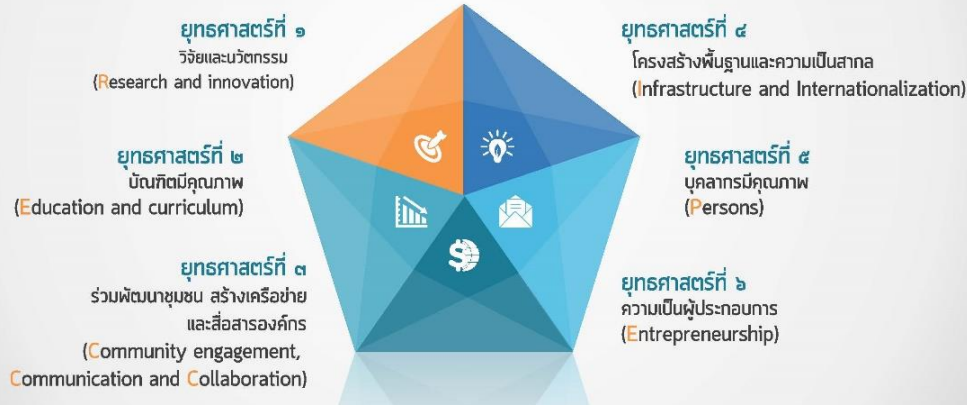 ยุทธศาสตร์ที่ ๑
วิจัยและนวัตกรรม
(Research and innovation)
ยุทธศาสตร์ที่ ๒
บัณฑิตมีคุณภาพ
(Education and curriculum)
ยุทธศาสตร์ที่ ๓
ร่วมพัฒนาชุมชน สร้างเครือข่าย
และสื่อสารองค์กร
(Community engagement,
Communication and Collaboration)
ยุทธศาสตร์ที่ ๔
โครงสร้างพื้นฐานและความเป็นสากล
(Infrastructure and Internationalization)
ยุทธศาสตร์ที่ ๕
บุคลากรมีคุณภาพ
(Persons)
ยุทธศาสตร์ที่ ๖
ความเป็นผู้ประกอบการ
(Entrepreneurship)